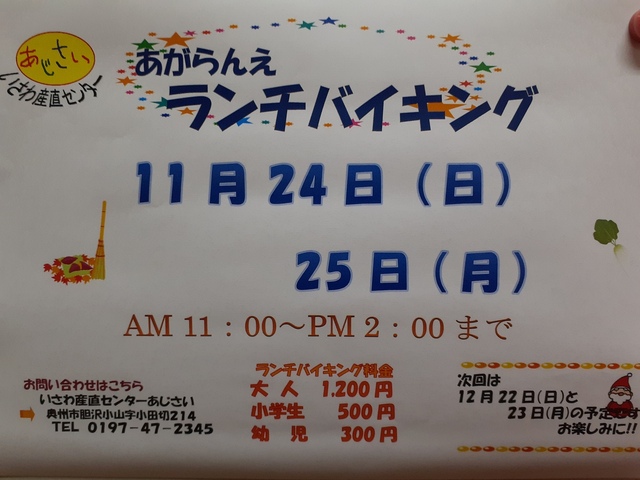 あじさい
いさわ産直センター
あがらんえ
ランチバイキング
11月24日（日）
25日（月）
AM 11：00～PM 2：00 まで
お問い合わせはこちら
いさわ産直センターあじさい
奥州市胆沢小山字小田切214
TEL 0197-47-2345
ランチバイキング料金
大 人 1,200円
小学生 500円
幼 児 300円
次回は
12月22日（日）と
23日（月）の予定です
お楽しみに!!